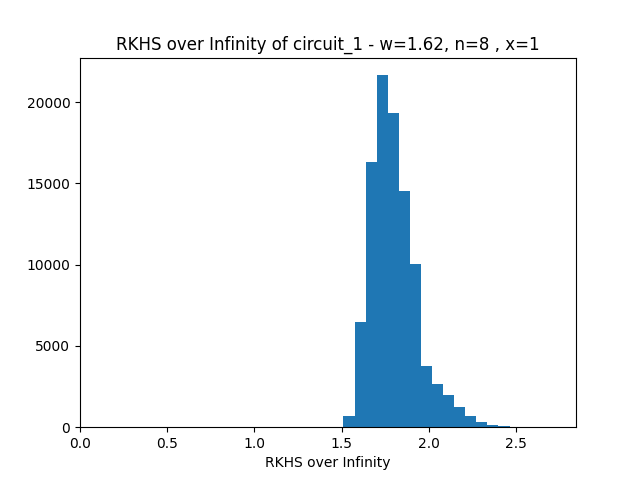 RKHS over Infinity of circuit_1 - w=1.62, n=8 , x=1
20000
15000
10000
5000
0
0.0 0.5 1.0 1.5 2.0 2.5
RKHS over Infinity